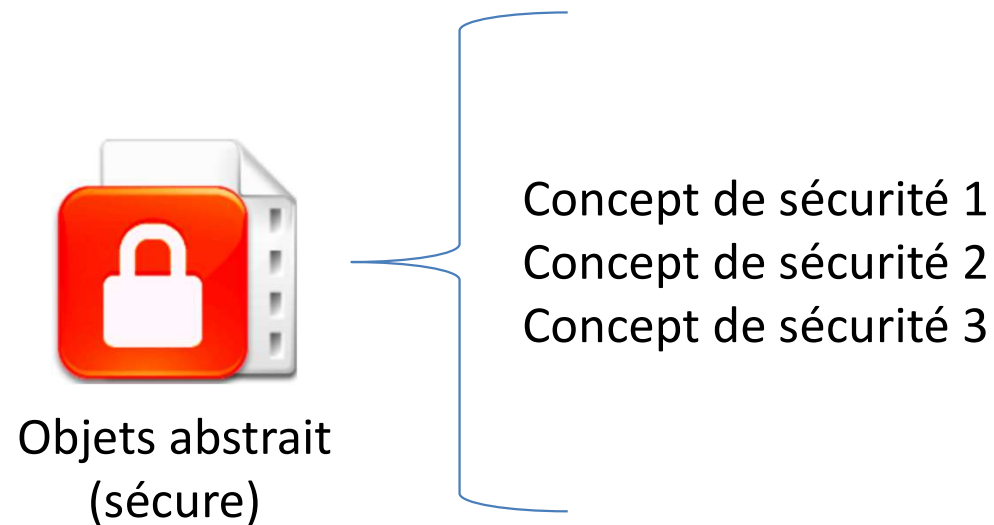 Concept de sécurité 1
Concept de sécurité 2
Concept de sécurité 3
Objets abstrait
(sécure)